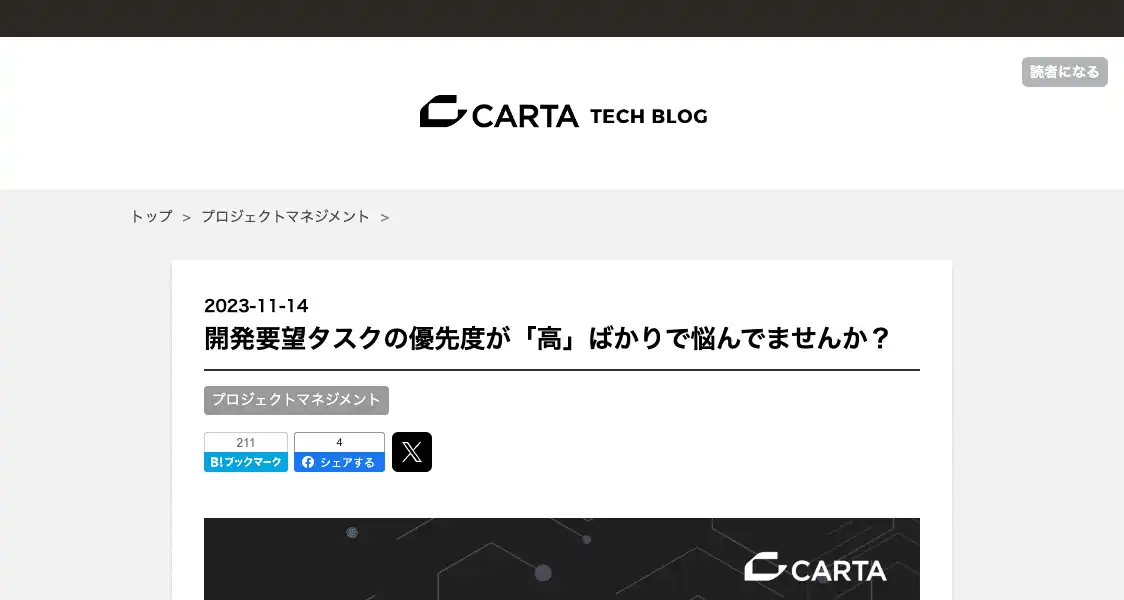 読者になる
CARTA TECH BLOG
トップ > プロジェクトマネジメント >
2023-11-14
開発要望タスクの優先度が「高」ばかりで悩んでませんか？
プロジェクトマネジメント
211 4
B!ブックマーク シェアする
CARTA